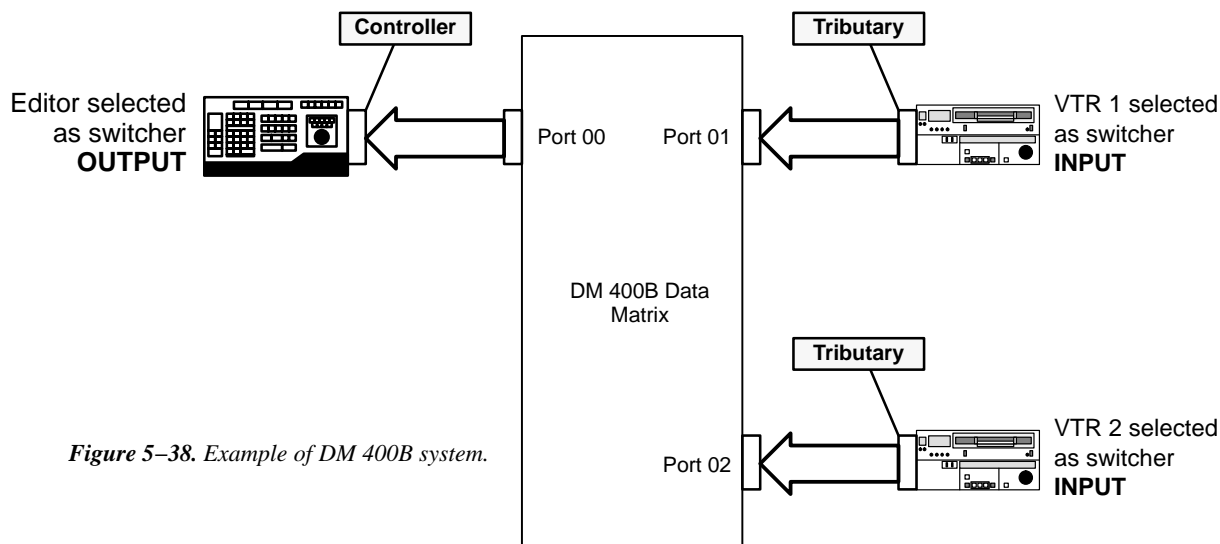 Controller
Tributary
Editor selected
as switcher
OUTPUT
Port 00
Port 01
VTR 1 selected
as switcher
INPUT
DM 400B Data
Matrix
Tributary
Figure 5–38. Example of DM 400B system.
Port 02
VTR 2 selected
as switcher
INPUT